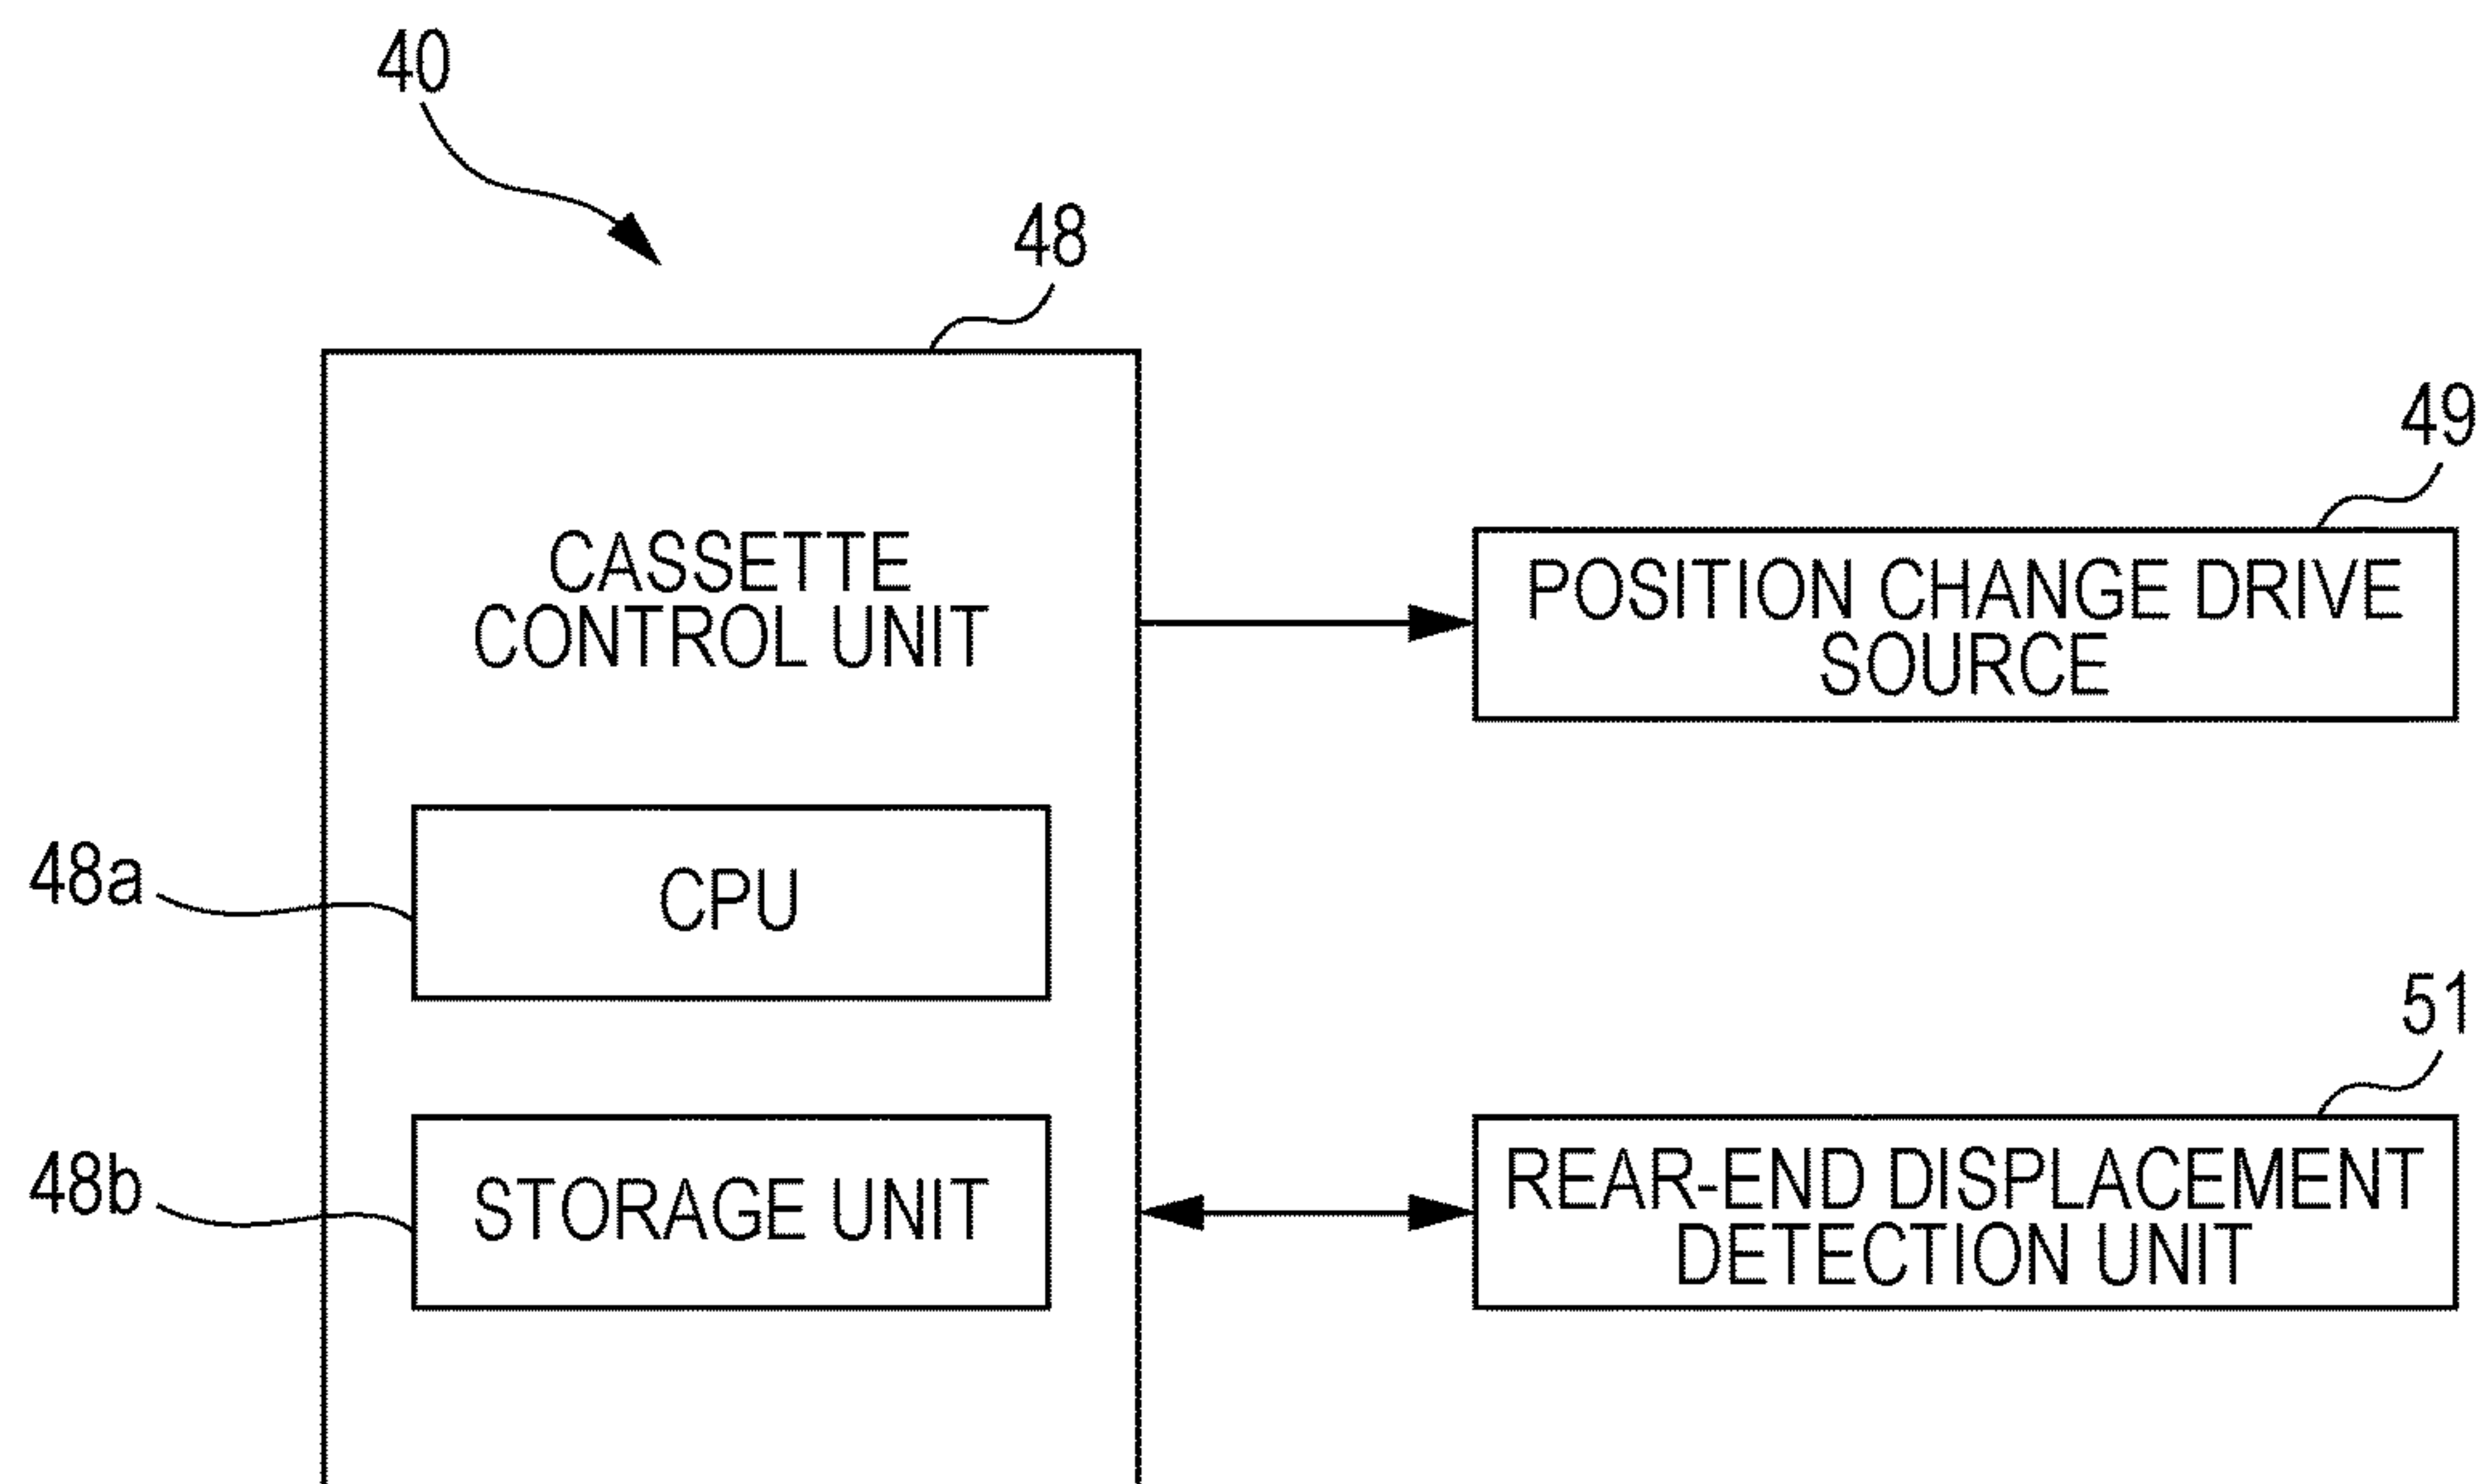 40
48
49
CASSETTE
CONTROL UNIT
POSITION CHANGE DRIVE
SOURCE
48a
CPU
51
48b
STORAGE UNIT
REAR-END DISPLACEMENT
DETECTION UNIT